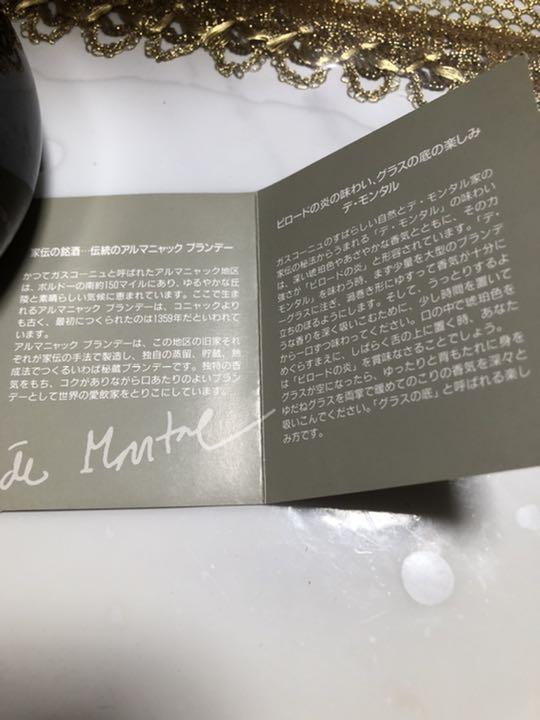 家伝の銘酒…伝統のアルマニャック ブランデー
かつてガスコーニュと呼ばれたアルマニャック地区
は、ボルドーの南約150マイルにあり、ゆるやかな丘
陵と素晴らしい気候に恵まれています。ここで生ま
れるアルマニャック ブランデーは、コニャックより
も古く、最初につくられたのは1359年だといわれて
います。
アルマニャック ブランデーは、この地区の旧家それ
ぞれが家伝の手法で製造し、独自の蒸留、貯蔵、熟
成法でつくるいわば秘蔵ブランデーです。独特の香
気をもち、コクがありながら口あたりのよいブラン
デーとして世界の愛飲家をとりこにしています。
de Montal
ビロードの炎の味わい、グラスの底の楽しみ
デ・モンタル
ガスコーニュのすばらしい自然とデ・モンタル家の
家伝の秘法からうまれる「デ・モンタル」の味わい
は、深い琥珀色やあざやかな香気とともに、その力
強さが「ビロードの炎」と形容されています。「デ・
モンタル」を味わう時、まず少量を大型のブランデ
ーグラスに注ぎ、渦巻き形にゆすって香気が十分に
立ちのぼるようにします。そして、うっとりするよ
うな香りを深く吸いこむために、少し時間を置いて
から一口ずつ味わってください。口の中で琥珀色を
めくらすまえに、しばらく舌の上に置く時、あなた
は「ビロードの炎」を賞味なさることでしょう。
グラスが空になったら、ゆったりと背もたれに身を
ゆだねグラスを両掌で暖めてのこりの香気を深々と
吸いこんでください。「グラスの底」と呼ばれる楽し
み方です。